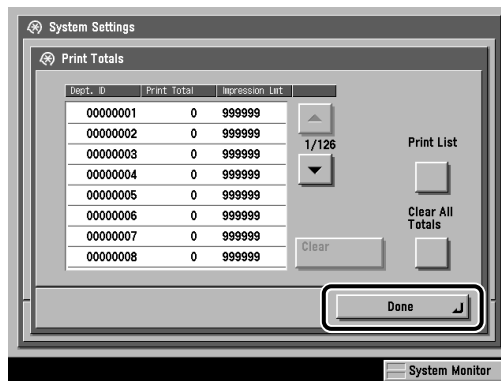 System Settings
Print Totals
Dept. ID Print Total Impression Lmt
00000001 0 999999
00000002 0 999999
00000003 0 999999
00000004 0 999999
00000005 0 999999
00000006 0 999999
00000007 0 999999
00000008 0 999999
1/126
Print List
Clear All
Totals
Clear
Done
System Monitor